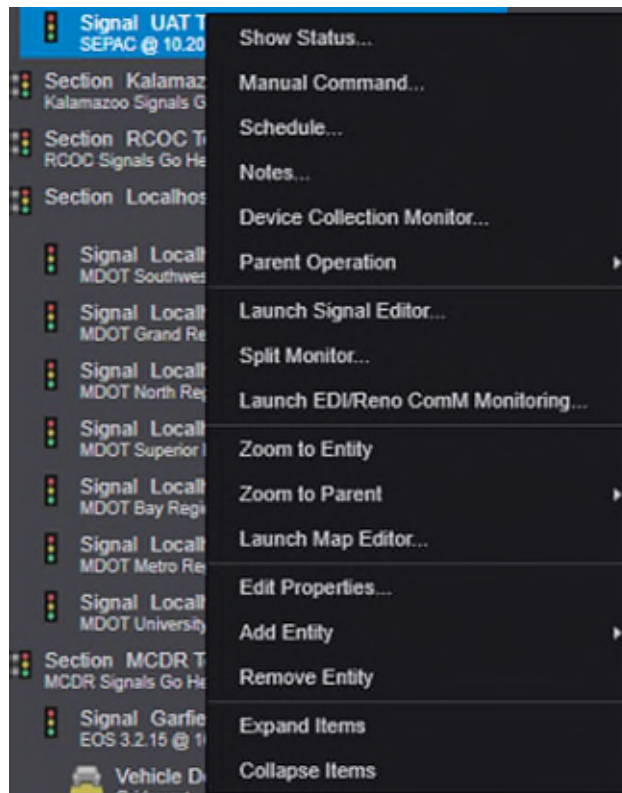 Signal UAT T
SEPAC @ 10.20
Section Kalamaz
Kalamazoo Signals G
Section RCOC T
RCOC Signals Go He
Section Localhos
Signal Local
MDOT Southwes
Signal Local
MDOT Grand Re
Signal Local
MDOT North Reg
Signal Local
MDOT Superior
Signal Local
MDOT Bay Regi
Signal Local
MDOT Metro Re
Signal Local
MDOT University
Section MCDR T
MCDR Signals Go He
Signal Garfie
EOS 3.2.15 @ 1
Vehicle D
Show Status...
Manual Command...
Schedule...
Notes...
Device Collection Monitor...
Parent Operation
Launch Signal Editor...
Split Monitor...
Launch EDI/Reno ComM Monitoring...
Zoom to Entity
Zoom to Parent
Launch Map Editor...
Edit Properties...
Add Entity
Remove Entity
Expand Items
Collapse Items